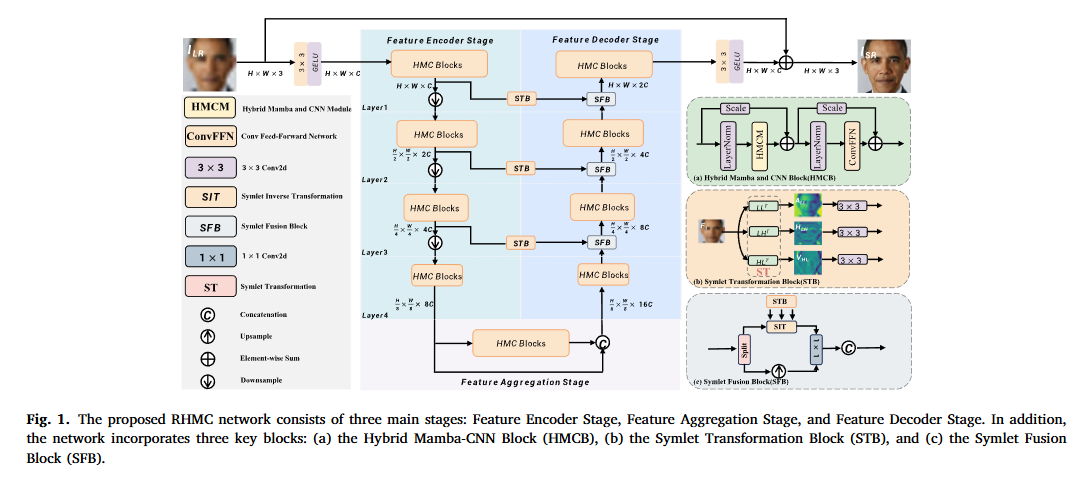 Feature Encoder Stage
Feature Decoder Stage
I_LR
H × W × 3
3 × 3
GELU
H × W × C
HMC Blocks
H × W × C
Layer1
STB
SFB
HMC Blocks
H × W × 2C
3 × 3
GELU
H × W × C
H × W × 3
I_SR
HMC Blocks
H/2 × W/2 × 2C
Layer2
STB
SFB
HMC Blocks
H/2 × W/2 × 4C
HMC Blocks
H/4 × W/4 × 4C
Layer3
STB
SFB
HMC Blocks
H/4 × W/4 × 8C
HMC Blocks
H/8 × W/8 × 8C
Layer4
HMC Blocks
H/8 × W/8 × 16C
HMC Blocks
C
Feature Aggregation Stage
HMCM Hybrid Mamba and CNN Module
ConvFFN Conv Feed-Forward Network
3 × 3 3 × 3 Conv2d
SIT Symlet Inverse Transformation
SFB Symlet Fusion Block
1 × 1 1 × 1 Conv2d
ST Symlet Transformation
C Concatenation
Upsample
Element-wise Sum
Downsample
Scale
Scale
LayerNorm
HMCM
LayerNorm
ConvFFN
(a) Hybrid Mamba and CNN Block(HMCB)
LL^T
3 × 3
LH^T
3 × 3
HL^T
V_HL
3 × 3
ST
(b) Symlet Transformation Block(STB)
STB
SIT
Split
1 × 1
C
(c) Symlet Fusion Block(SFB)
Fig. 1. The proposed RHMC network consists of three main stages: Feature Encoder Stage, Feature Aggregation Stage, and Feature Decoder Stage. In addition,
the network incorporates three key blocks: (a) the Hybrid Mamba-CNN Block (HMCB), (b) the Symlet Transformation Block (STB), and (c) the Symlet Fusion
Block (SFB).